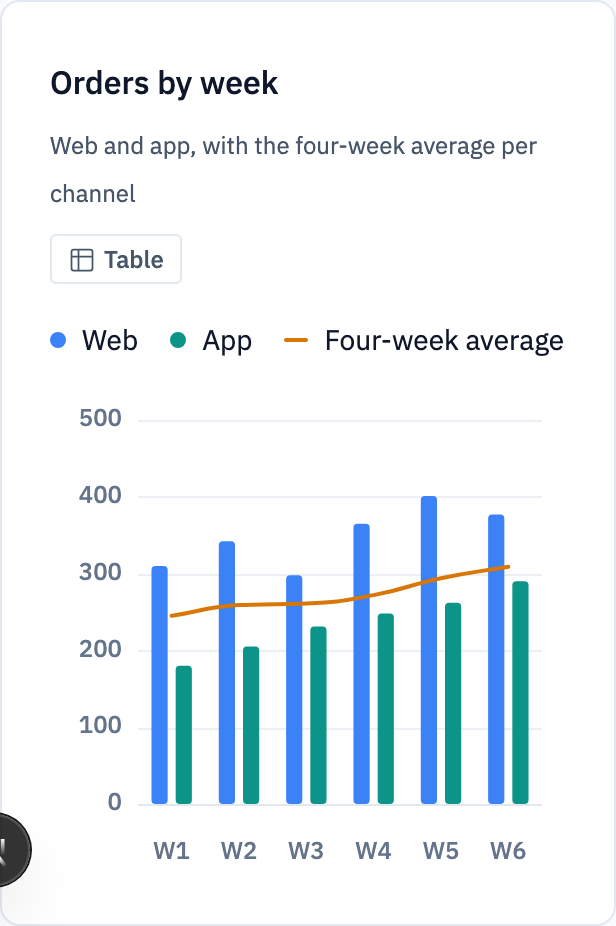 Orders by week
Web and app, with the four-week average per
channel
Table
Web App Four-week average
500
400
300
200
100
0
W1 W2 W3 W4 W5 W6